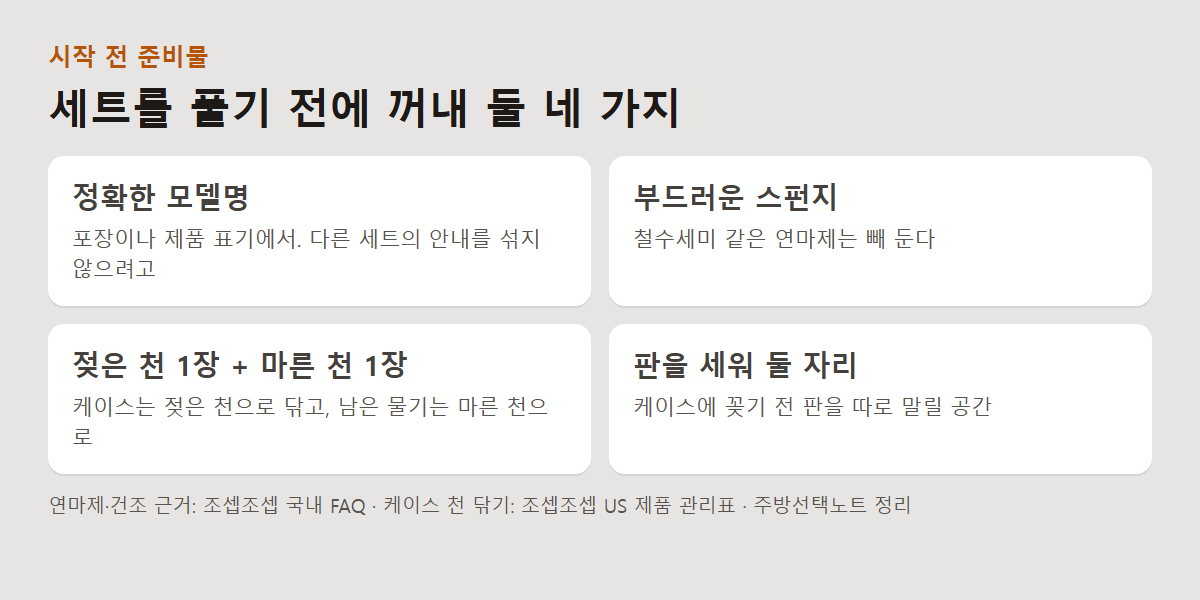 시작 전 준비물
세트를 풀기 전에 꺼내 둘 네 가지
정확한 모델명
포장이나 제품 표기에서. 다른 세트의 안내를 섞지
않으려고
부드러운 스펀지
철수세미 같은 연마제는 빼 둔다
젖은 천 1장 + 마른 천 1장
케이스는 젖은 천으로 닦고, 남은 물기는 마른 천으
로
판을 세워 둘 자리
케이스에 꽂기 전 판을 따로 말릴 공간
연마제·건조 근거: 조셉조셉 국내 FAQ · 케이스 천 닦기: 조셉조셉 US 제품 관리표 · 주방선택노트 정리